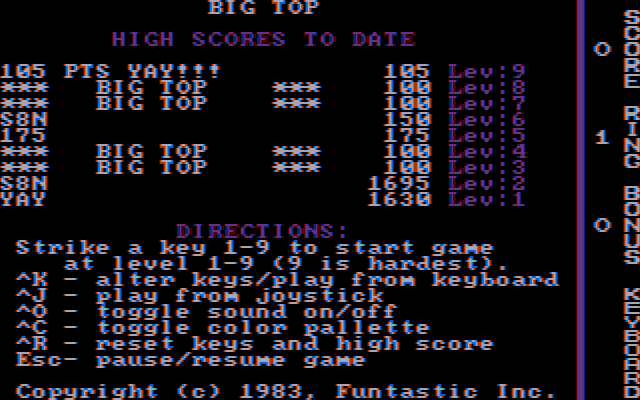 BIG TOP
HIGH SCORES TO DATE
105 PTS YAY!!! 105 Lev:9
*** BIG TOP *** 100 Lev:8
*** BIG TOP *** 100 Lev:7
S8N 150 Lev:6
175 175 Lev:5
*** BIG TOP *** 100 Lev:4
*** BIG TOP *** 100 Lev:3
S8N 1695 Lev:2
YAY 1630 Lev:1
DIRECTIONS:
Strike a key 1-9 to start game
at level 1-9 (9 is hardest).
^K - alter keys/play from keyboard
^J - play from joystick
^Q - toggle sound on/off
^C - toggle color pallette
^R - reset keys and high score
Esc- pause/resume game
Copyright (c) 1983, Funtastic Inc.
0
1
0
SCORE RING BONUS KEYBOARD